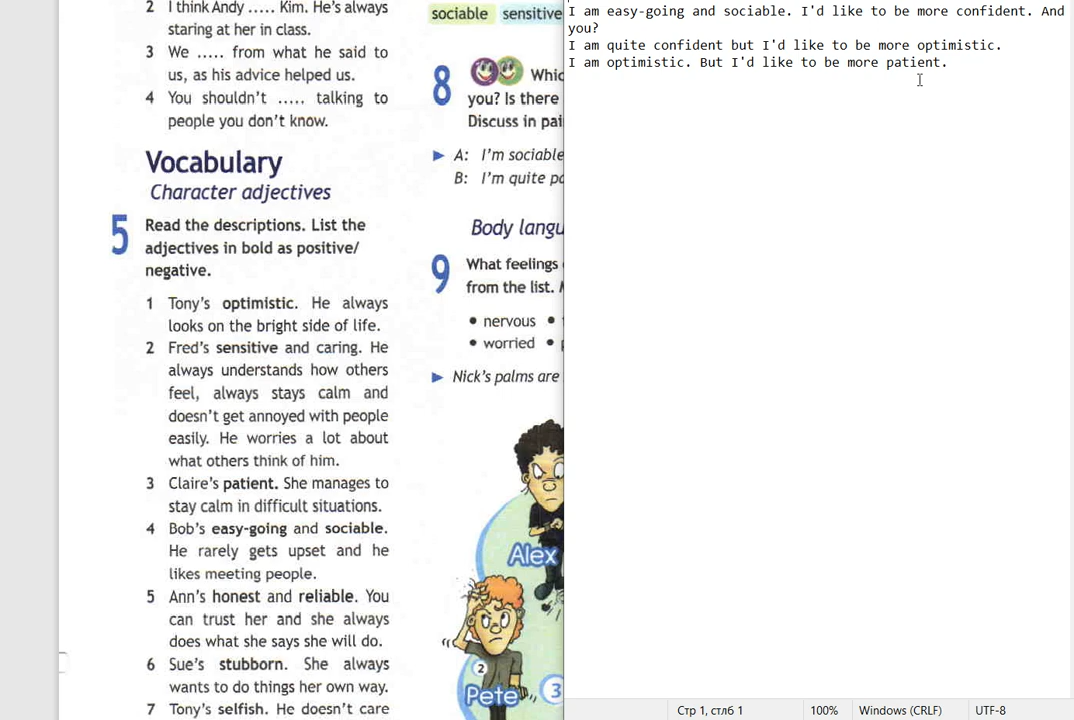 2 I think Andy ..... Kim. He's always
staring at her in class.
3 We ..... from what he said to
us, as his advice helped us.
4 You shouldn't ..... talking to
people you don't know.
Vocabulary
Character adjectives
5 Read the descriptions. List the
adjectives in bold as positive/
negative.
1 Tony's optimistic. He always
looks on the bright side of life.
2 Fred's sensitive and caring. He
always understands how others
feel, always stays calm and
doesn't get annoyed with people
easily. He worries a lot about
what others think of him.
3 Claire's patient. She manages to
stay calm in difficult situations.
4 Bob's easy-going and sociable.
He rarely gets upset and he
likes meeting people.
5 Ann's honest and reliable. You
can trust her and she always
does what she says she will do.
6 Sue's stubborn. She always
wants to do things her own way.
7 Tony's selfish. He doesn't care
sociable sensitive
8 Whic
you? Is there
Discuss in pai
A: I'm sociable
B: I'm quite pa
Body langu
9 What feelings
from the list.
• nervous •
• worried •
Nick's palms are
Alex
2
Pete 3
I am easy-going and sociable. I'd like to be more confident. And
you?
I am quite confident but I'd like to be more optimistic.
I am optimistic. But I'd like to be more patient.
Стр 1, стлб 1 100% Windows (CRLF) UTF-8